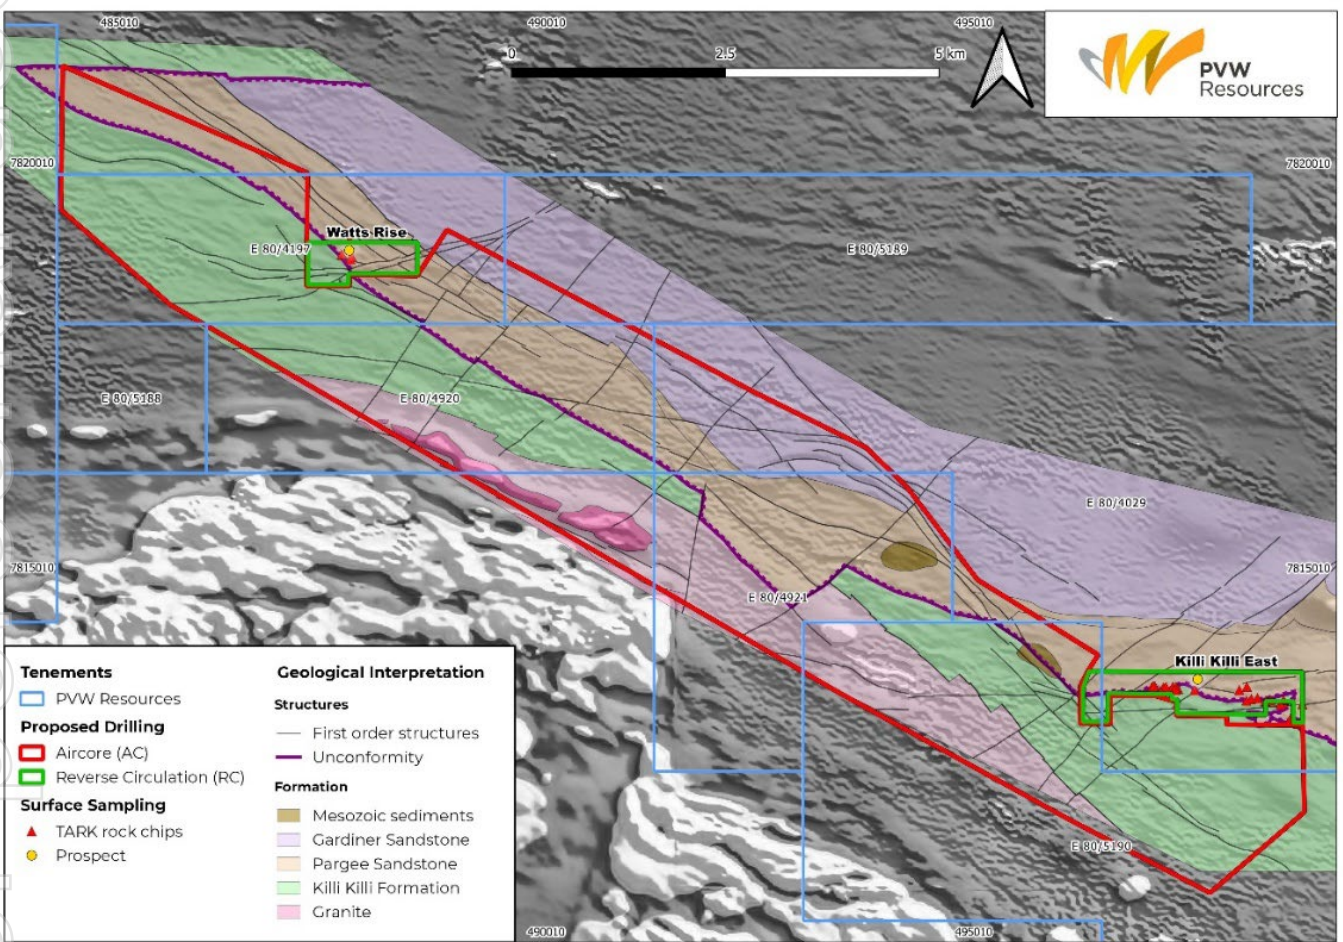 485010
490010
495010
0
2.5
5 km
PVW
Resources
7820010
7820010
Watts Rise
E 80/4197
E 80/5189
E 80/5188
E 80/4920
E 80/4029
7815010
7815010
E 80/4921
Killi Killi East
E 80/5190
490010
495010
Tenements
PVW Resources
Proposed Drilling
Aircore (AC)
Reverse Circulation (RC)
Surface Sampling
TARK rock chips
Prospect
Geological Interpretation
Structures
First order structures
Unconformity
Formation
Mesozoic sediments
Gardiner Sandstone
Pargee Sandstone
Killi Killi Formation
Granite